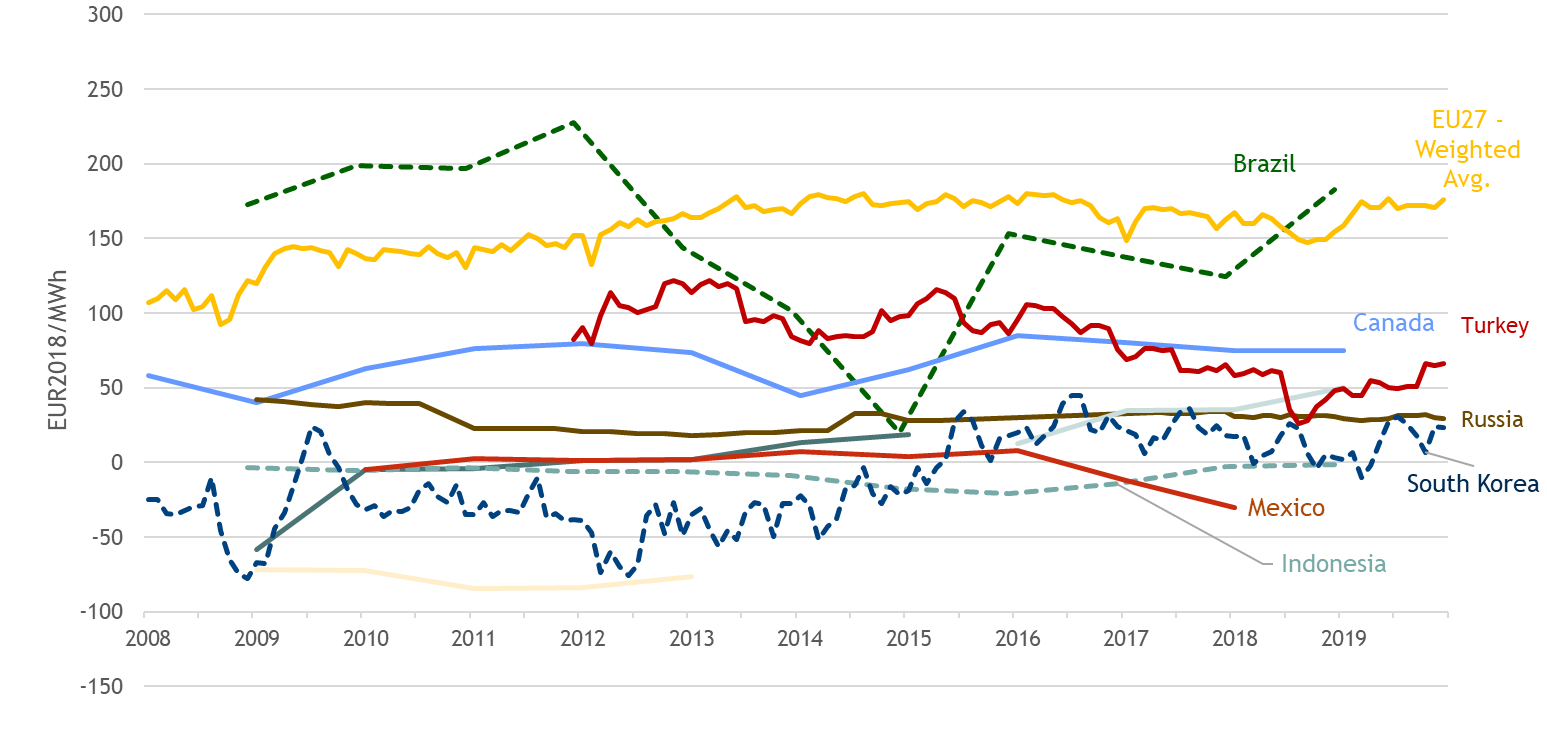 300
250
200
150
100
50
0
-50
-100
-150
EUR2018/MWh
2008 2009 2010 2011 2012 2013 2014 2015 2016 2017 2018 2019
EU27 -
Weighted
Avg.
Brazil
Canada
Turkey
Russia
South Korea
Mexico
Indonesia